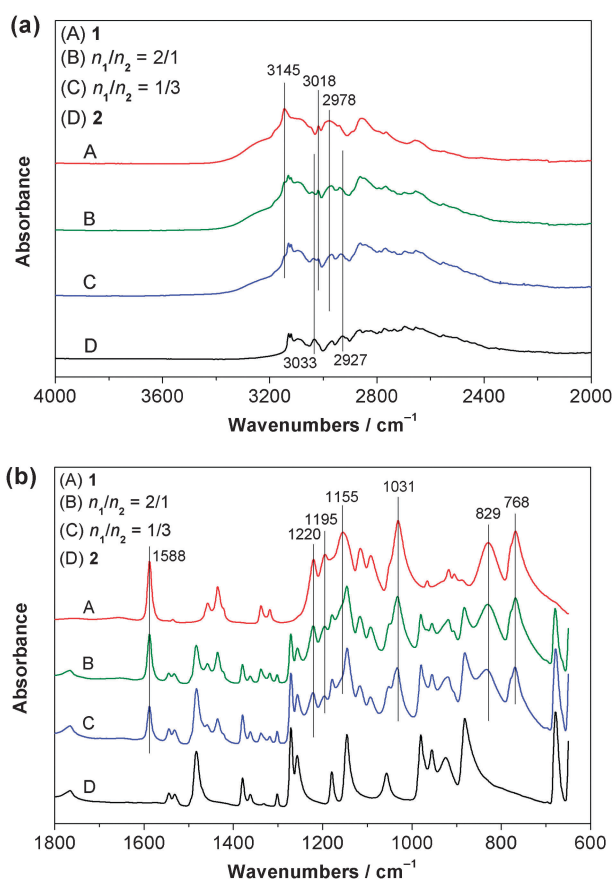 (a)
(A) 1
(B) n₁/n₂ = 2/1
(C) n₁/n₂ = 1/3
(D) 2
3145
3018
2978
A
B
C
D
3033
2927
Absorbance
4000 3600 3200 2800 2400 2000
Wavenumbers / cm⁻¹
(b)
(A) 1
(B) n₁/n₂ = 2/1
(C) n₁/n₂ = 1/3
(D) 2
1588
1220
1195
1155
1031
829
768
A
B
C
D
Absorbance
1800 1600 1400 1200 1000 800 600
Wavenumbers / cm⁻¹